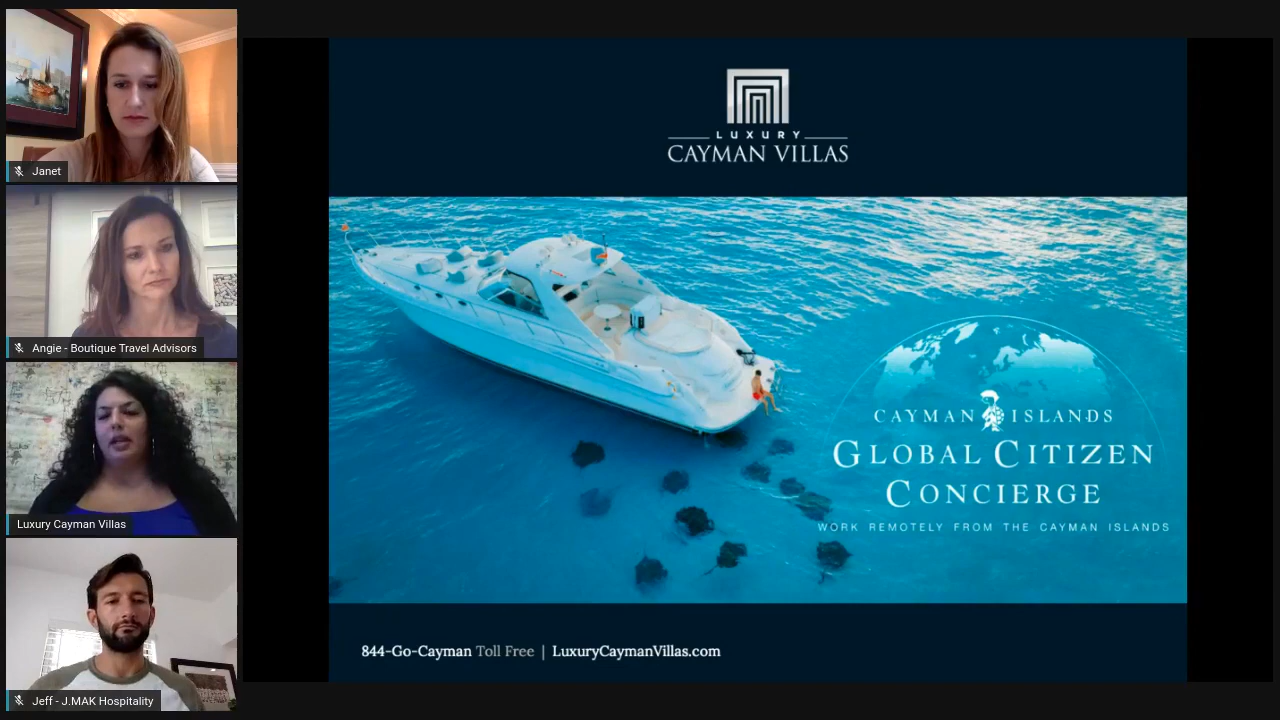 Janet
Angie - Boutique Travel Advisors
Luxury Cayman Villas
Jeff - J.MAK Hospitality
LUXURY
CAYMAN VILLAS
CAYMAN ISLANDS
GLOBAL CITIZEN
CONCIERGE
WORK REMOTELY FROM THE CAYMAN ISLANDS
844-Go-Cayman Toll Free | LuxuryCaymanVillas.com